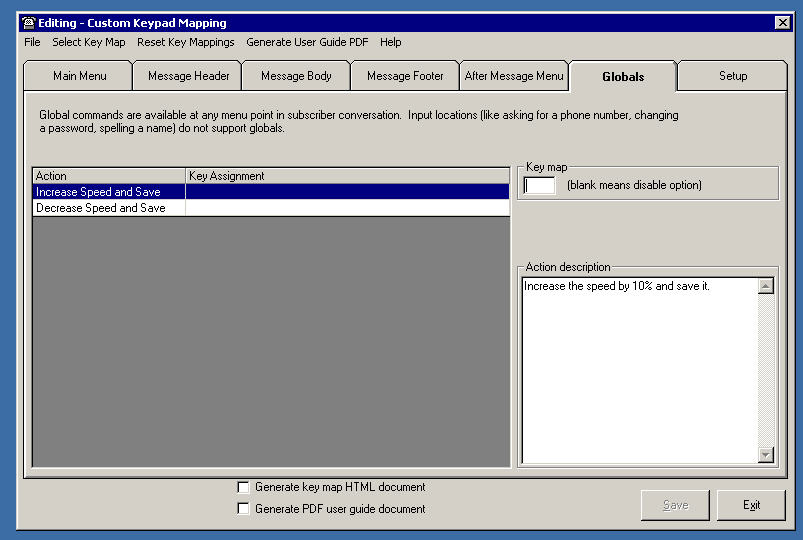 Editing - Custom Keypad Mapping
File Select Key Map Reset Key Mappings Generate User Guide PDF Help
Main Menu Message Header Message Body Message Footer After Message Menu Globals Setup
Global commands are available at any menu point in subscriber conversation. Input locations (like asking for a phone number, changing
a password, spelling a name) do not support globals.
Action Key Assignment
Increase Speed and Save
Decrease Speed and Save
Key map
(blank means disable option)
Action description
Increase the speed by 10% and save it.
Generate key map HTML document
Generate PDF user guide document
Save Exit